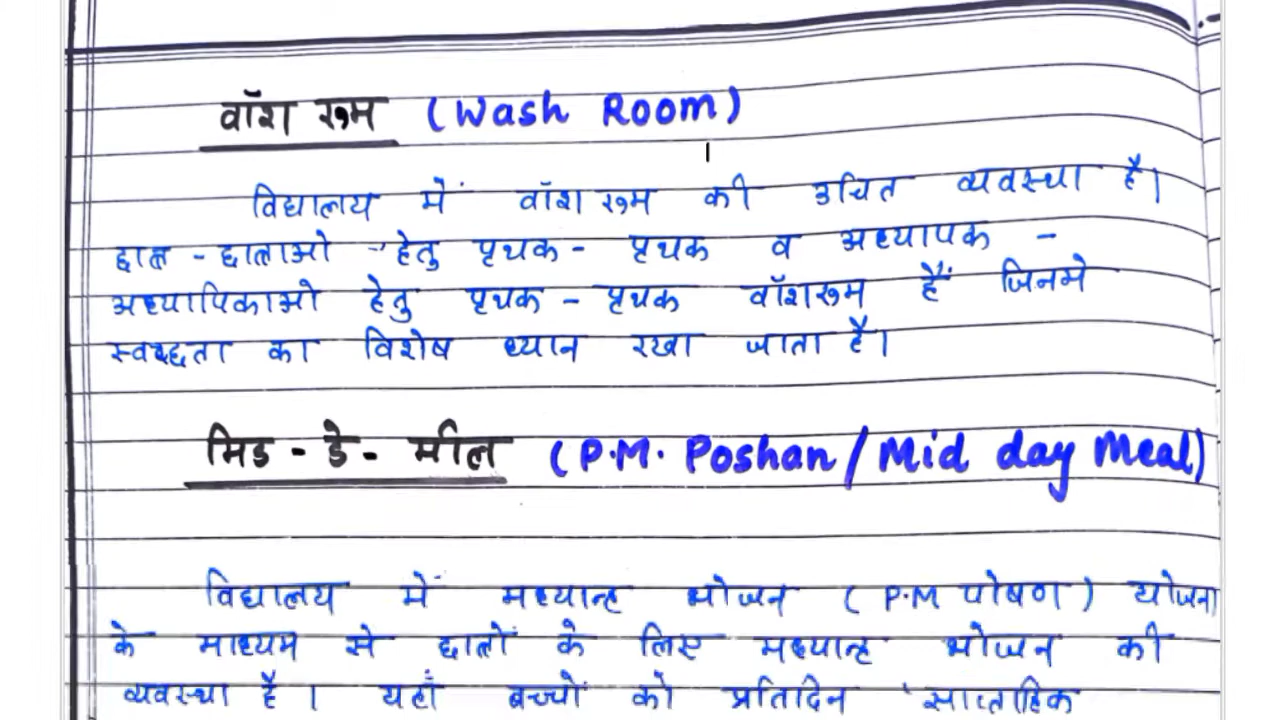 वॉश रूम (Wash Room)
विद्यालय में वॉश रूम की उचित व्यवस्था है।
छात्र - छात्राओ हेतु पृथक - पृथक व अध्यापक -
अध्यापिकाओ हेतु पृथक - पृथक वॉशरूम हैं जिनमे
स्वच्छता का विशेष ध्यान रखा जाता है।
मिड - डे - मील (P.M. Poshan / Mid day Meal)
विद्यालय में मध्यान्ह भोजन ( P.M पोषण ) योजना
के माध्यम से छात्रों के लिए मध्यान्ह भोजन की
व्यवस्था है। यहाँ बच्चों को प्रतिदिन साप्ताहिक